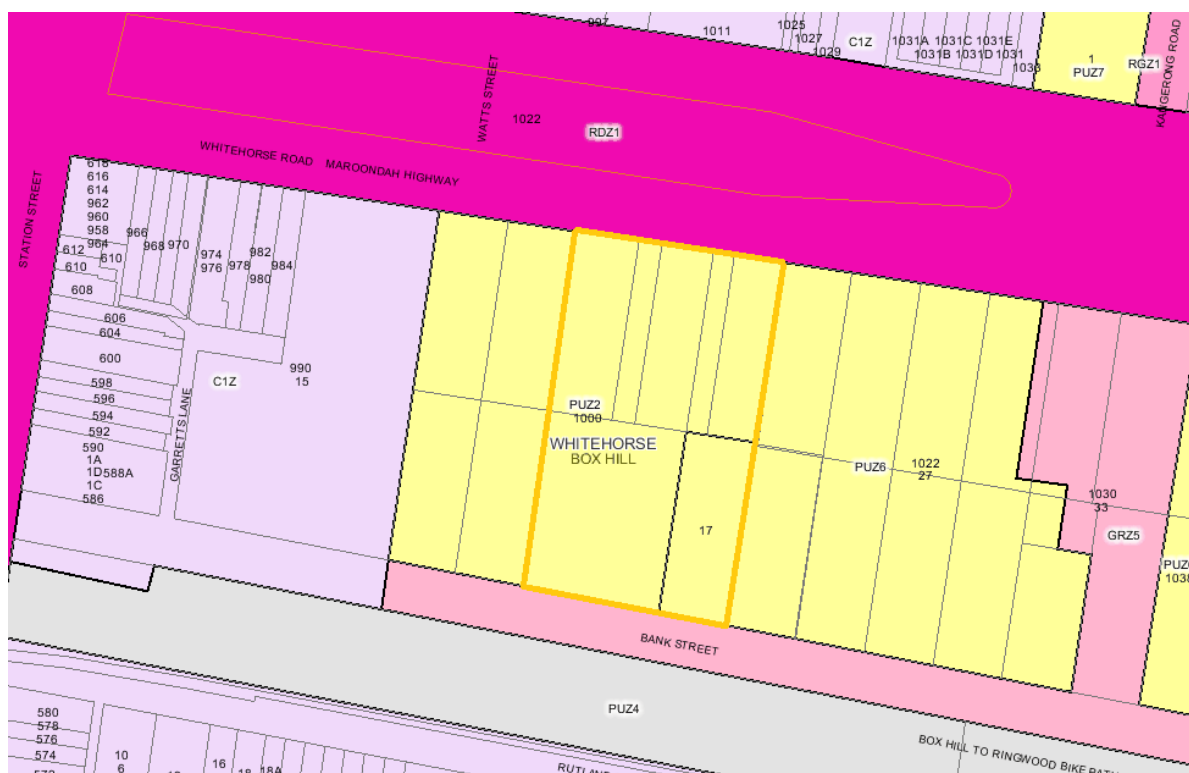 997
1011
1025
1027
1029
C1Z
1031A 1031C 1031E
1031B 1031D 1031
1033
1
PUZ7
RGZ1
KANGERONG ROAD
WATTS STREET
1022
RDZ1
WHITEHORSE ROAD MAROONDAH HIGHWAY
STATION STREET
618
616
614
962
960
958
964
612
610
610
608
606
604
600
598
596
594
592
590
1A
1D588A
1C
586
966
968
970
974
976
978
982
980
984
990
15
C1Z
GARRETTS LANE
PUZ2
1000
WHITEHORSE
BOX HILL
17
PUZ6
1022
27
1030
33
GRZ5
1038
BANK STREET
PUZ4
BOX HILL TO RINGWOOD BIKE PATH
580
578
576
574
10
6
16
18
18A